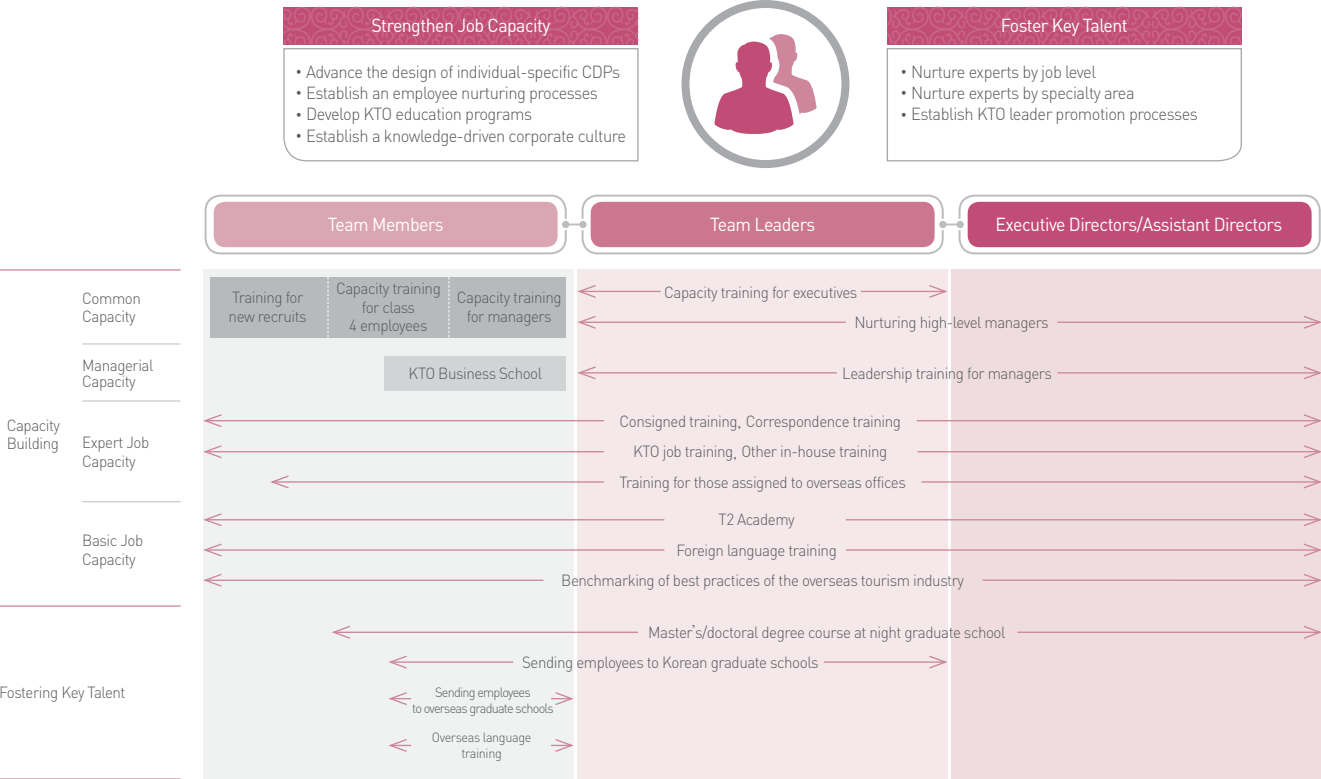 Strengthen Job Capacity
• Advance the design of individual-specific CDPs
• Establish an employee nurturing processes
• Develop KTO education programs
• Establish a knowledge-driven corporate culture
Foster Key Talent
• Nurture experts by job level
• Nurture experts by specialty area
• Establish KTO leader promotion processes
Team Members
Team Leaders
Executive Directors/Assistant Directors
Capacity
Building
Common
Capacity
Training for
new recruits
Capacity training
for class
4 employees
Capacity training
for managers
Capacity training for executives
Nurturing high-level managers
Managerial
Capacity
KTO Business School
Leadership training for managers
Expert Job
Capacity
Consigned training, Correspondence training
KTO job training, Other in-house training
Training for those assigned to overseas offices
Basic Job
Capacity
T2 Academy
Foreign language training
Benchmarking of best practices of the overseas tourism industry
Fostering Key Talent
Master's/doctoral degree course at night graduate school
Sending employees to Korean graduate schools
Sending employees
to overseas graduate schools
Overseas language
training